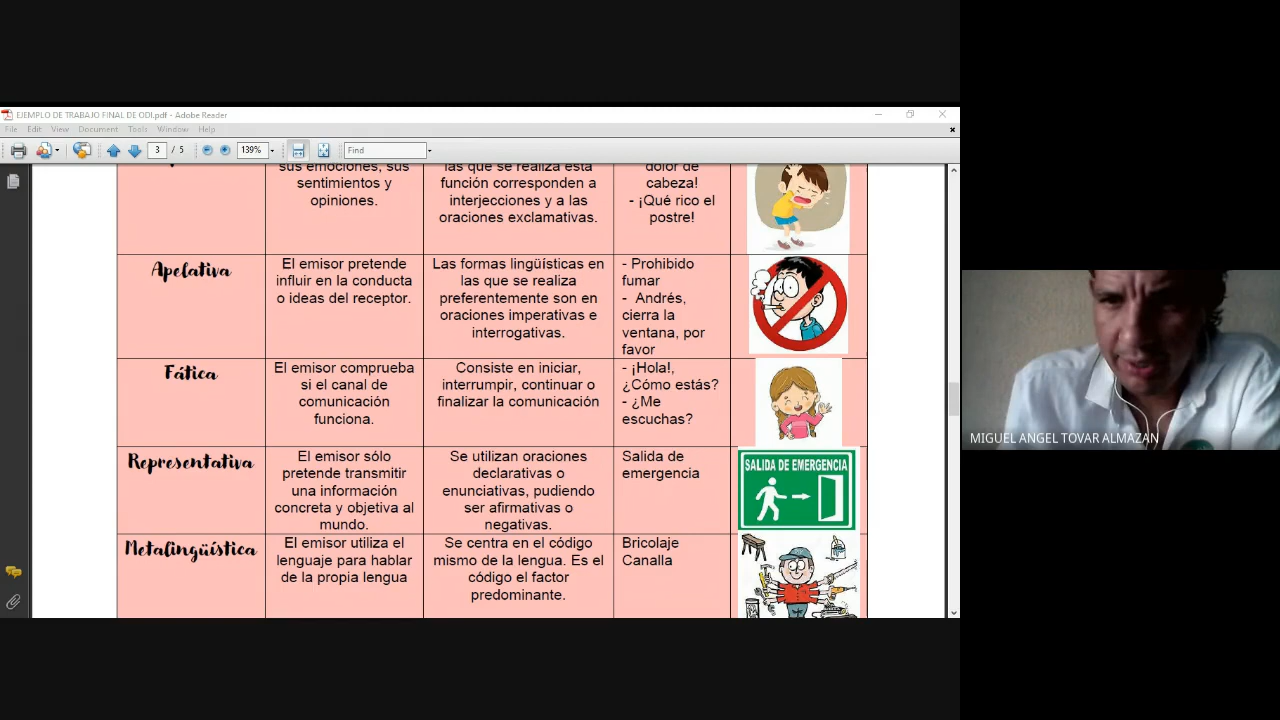 EJEMPLO DE TRABAJO FINAL DE ODI.pdf - Adobe Reader
File Edit View Document Tools Window Help
3 / 5 139% Find
sus emociones, sus
sentimientos y
opiniones.
las que se realiza esta
función corresponden a
interjecciones y a las
oraciones exclamativas.
dolor de
cabeza!
- ¡Qué rico el
postre!
Apelativa
El emisor pretende
influir en la conducta
o ideas del receptor.
Las formas lingüísticas en
las que se realiza
preferentemente son en
oraciones imperativas e
interrogativas.
- Prohibido
fumar
- Andrés,
cierra la
ventana, por
favor
Fática
El emisor comprueba
si el canal de
comunicación
funciona.
Consiste en iniciar,
interrumpir, continuar o
finalizar la comunicación
- ¡Hola!,
¿Cómo estás?
- ¿Me
escuchas?
Representativa
El emisor sólo
pretende transmitir
una información
concreta y objetiva al
mundo.
Se utilizan oraciones
declarativas o
enunciativas, pudiendo
ser afirmativas o
negativas.
Salida de
emergencia
SALIDA DE EMERGENCIA
Metalingüística
El emisor utiliza el
lenguaje para hablar
de la propia lengua
Se centra en el código
mismo de la lengua. Es el
código el factor
predominante.
Bricolaje
Canalla
MIGUEL ANGEL TOVAR ALMAZAN